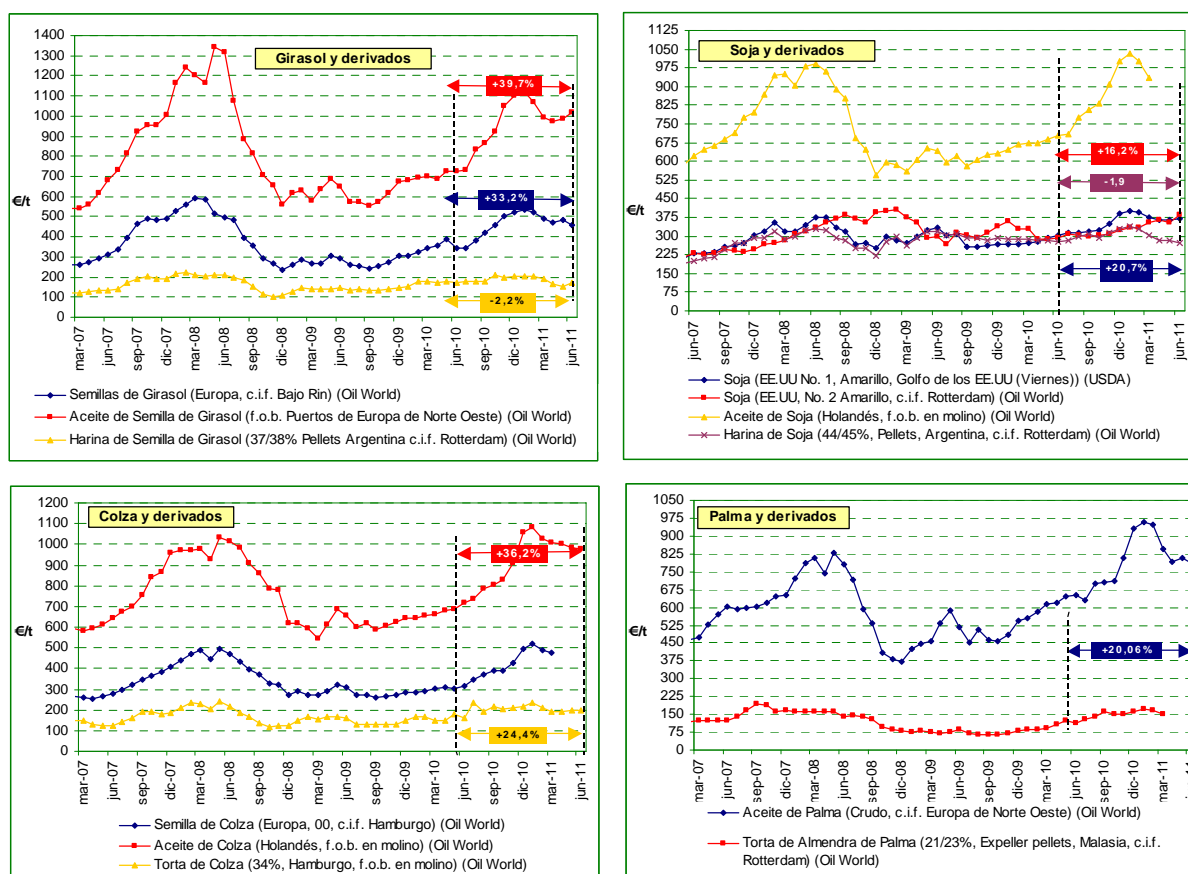 Girasol y derivados
1400
1300
1200
1100
1000
900
800
700
600
500
400
300
200
100
0
€/t
+39,7%
+33,2%
-2,2%
mar-07
jun-07
sep-07
dic-07
mar-08
jun-08
sep-08
dic-08
mar-09
jun-09
sep-09
dic-09
mar-10
jun-10
sep-10
dic-10
mar-11
jun-11
Semillas de Girasol (Europa, c.i.f. Bajo Rin) (Oil World)
Aceite de Semilla de Girasol (f.o.b. Puertos de Europa de Norte Oeste) (Oil World)
Harina de Semilla de Girasol (37/38% Pellets Argentina c.i.f. Rotterdam) (Oil World)
Soja y derivados
1125
1050
975
900
825
750
675
600
525
450
375
300
225
150
75
0
€/t
+16,2%
-1,9
+20,7%
jun-07
sep-07
dic-07
mar-08
jun-08
sep-08
dic-08
mar-09
jun-09
sep-09
dic-09
mar-10
jun-10
sep-10
dic-10
mar-11
jun-11
Soja (EE.UU No. 1, Amarillo, Golfo de los EE.UU (Viernes)) (USDA)
Soja (EE.UU, No. 2 Amarillo, c.i.f. Rotterdam) (Oil World)
Aceite de Soja (Holandés, f.o.b. en molino) (Oil World)
Harina de Soja (44/45%, Pellets, Argentina, c.i.f. Rotterdam) (Oil World)
Colza y derivados
1200
1100
1000
900
800
700
600
500
400
300
200
100
0
€/t
+36,2%
+24,4%
mar-07
jun-07
sep-07
dic-07
mar-08
jun-08
sep-08
dic-08
mar-09
jun-09
sep-09
dic-09
mar-10
jun-10
sep-10
dic-10
mar-11
jun-11
Semilla de Colza (Europa, 00, c.i.f. Hamburgo) (Oil World)
Aceite de Colza (Holandés, f.o.b. en molino) (Oil World)
Torta de Colza (34%, Hamburgo, f.o.b. en molino) (Oil World)
Palma y derivados
1050
975
900
825
750
675
600
525
450
375
300
225
150
75
0
€/t
+20,06%
mar-07
jun-07
sep-07
dic-07
mar-08
jun-08
sep-08
dic-08
mar-09
jun-09
sep-09
dic-09
mar-10
jun-10
sep-10
dic-10
mar-11
jun-11
Aceite de Palma (Crudo, c.i.f. Europa de Norte Oeste) (Oil World)
Torta de Almendra de Palma (21/23%, Expeller pellets, Malasia, c.i.f.
Rotterdam) (Oil World)